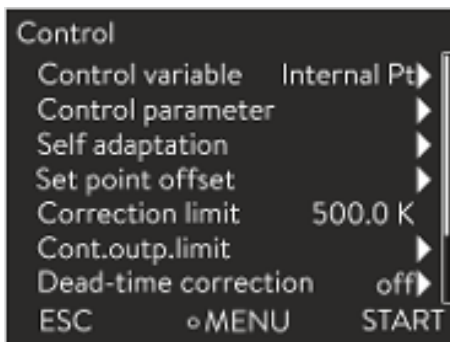 Control
Control variable Internal Pt
Control parameter
Self adaptation
Set point offset
Correction limit 500.0 K
Cont.outp.limit
Dead-time correction off
ESC MENU START